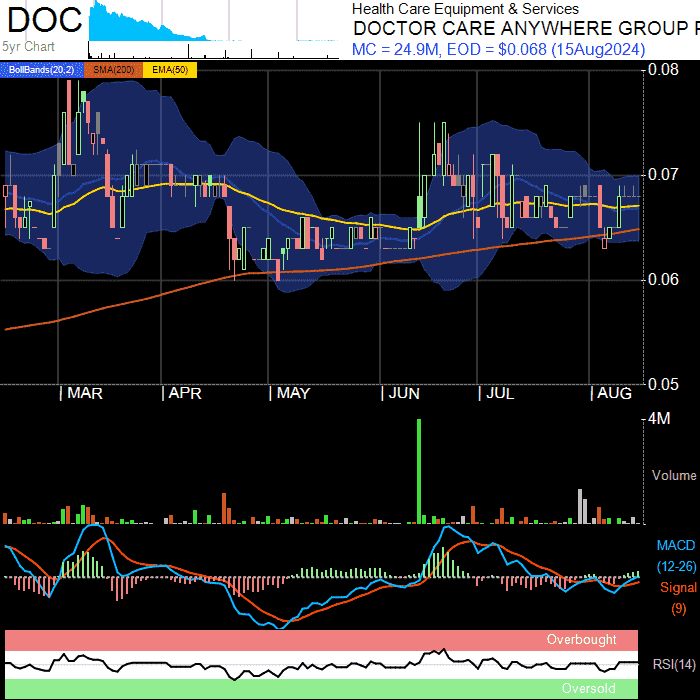 DOC
5yr Chart
Health Care Equipment & Services
DOCTOR CARE ANYWHERE GROUP P
MC = 24.9M, EOD = $0.068 (15Aug2024)
BollBands(20,2) SMA(200) EMA(50)
0.08
0.07
0.06
0.05
MAR APR MAY JUN JUL AUG
4M
Volume
MACD
(12-26)
Signal
(9)
Overbought
RSI(14)
Oversold